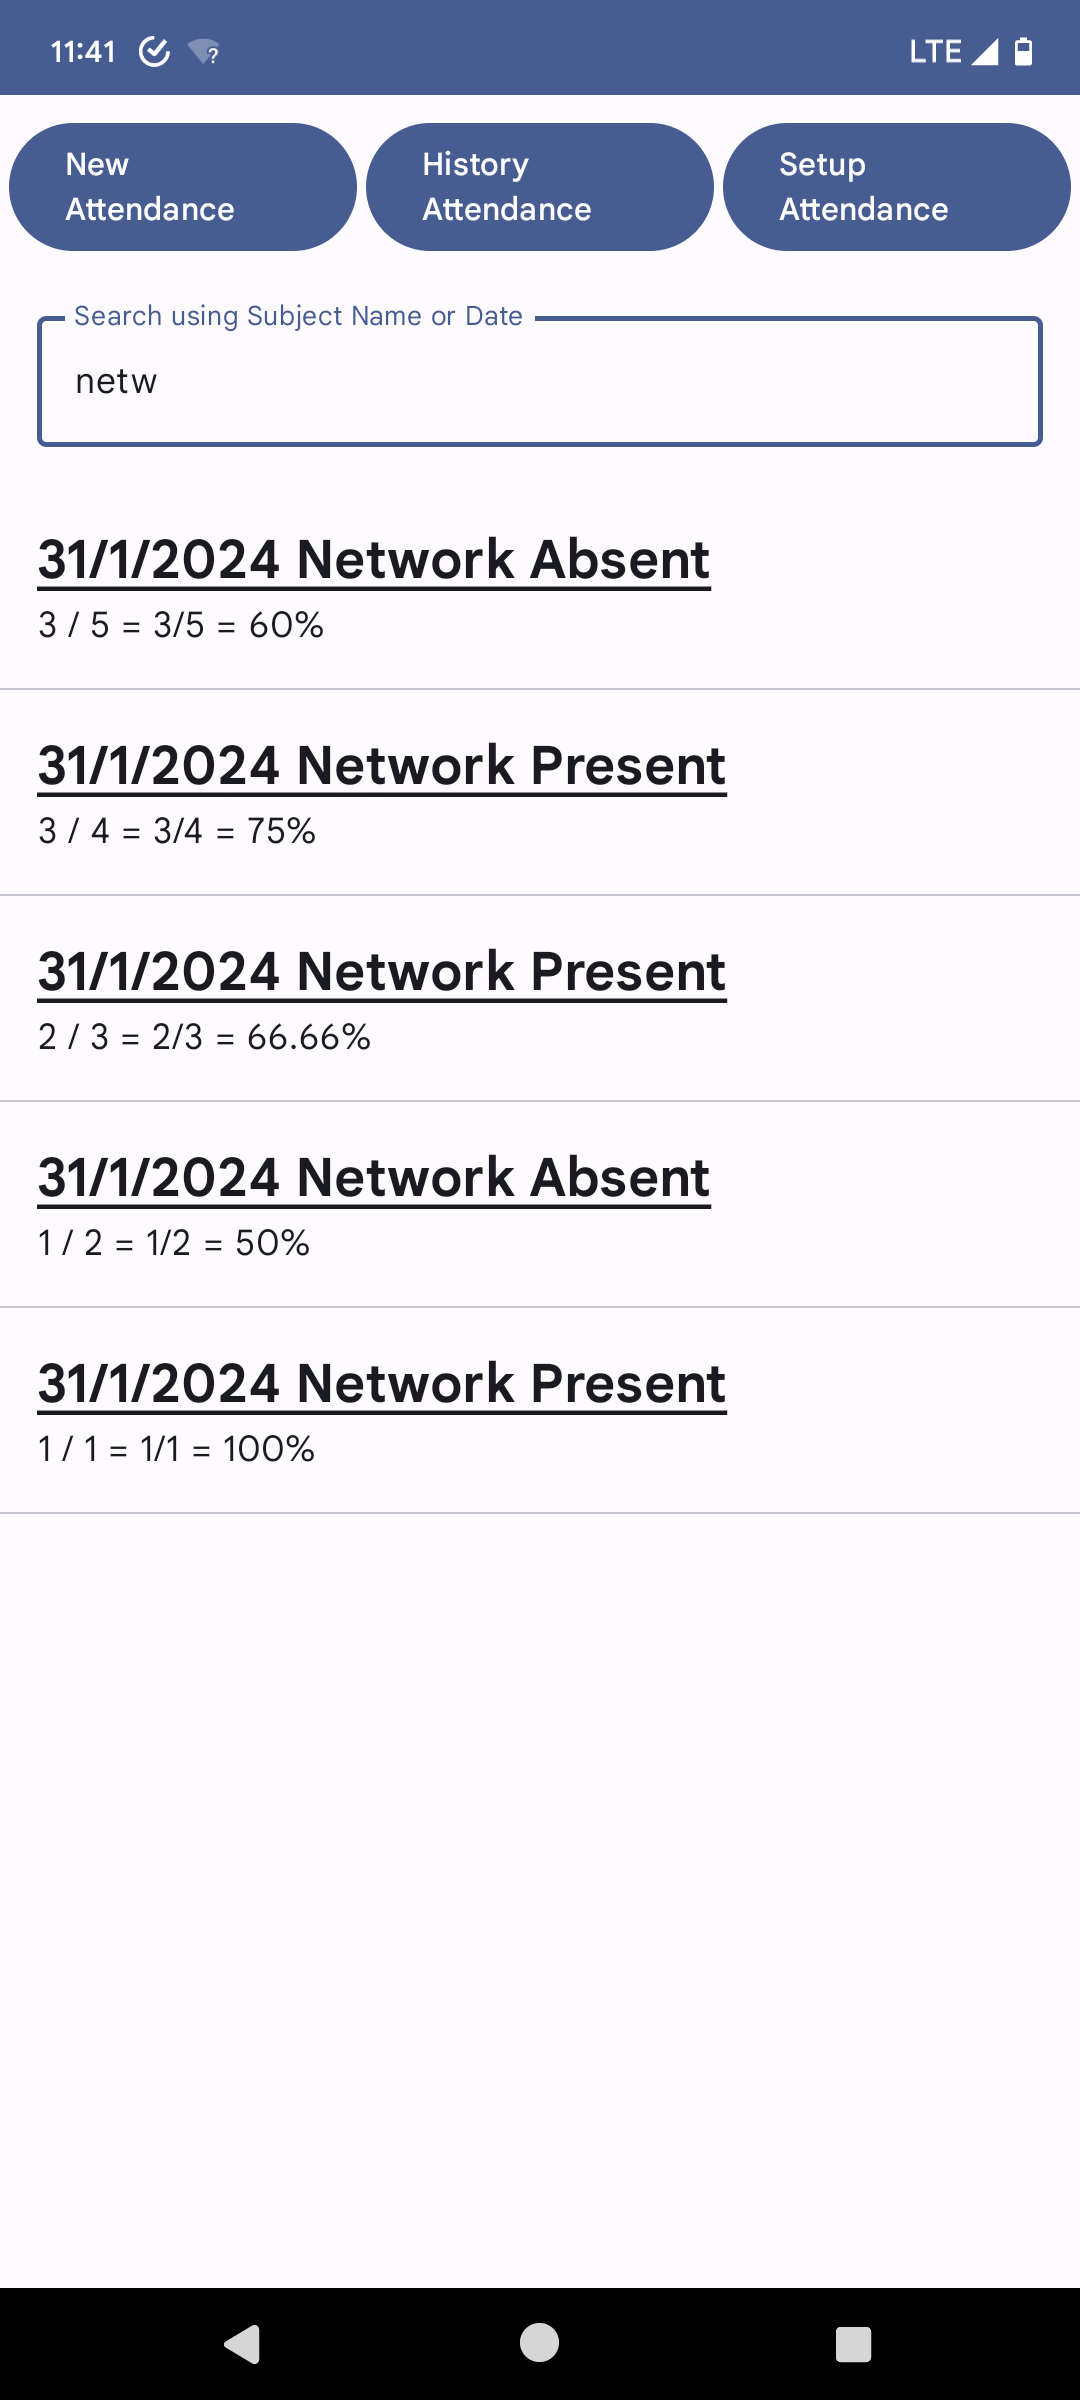 11:41
LTE
New
Attendance
History
Attendance
Setup
Attendance
Search using Subject Name or Date
netw
31/1/2024 Network Absent
3 / 5 = 3/5 = 60%
31/1/2024 Network Present
3 / 4 = 3/4 = 75%
31/1/2024 Network Present
2 / 3 = 2/3 = 66.66%
31/1/2024 Network Absent
1 / 2 = 1/2 = 50%
31/1/2024 Network Present
1 / 1 = 1/1 = 100%